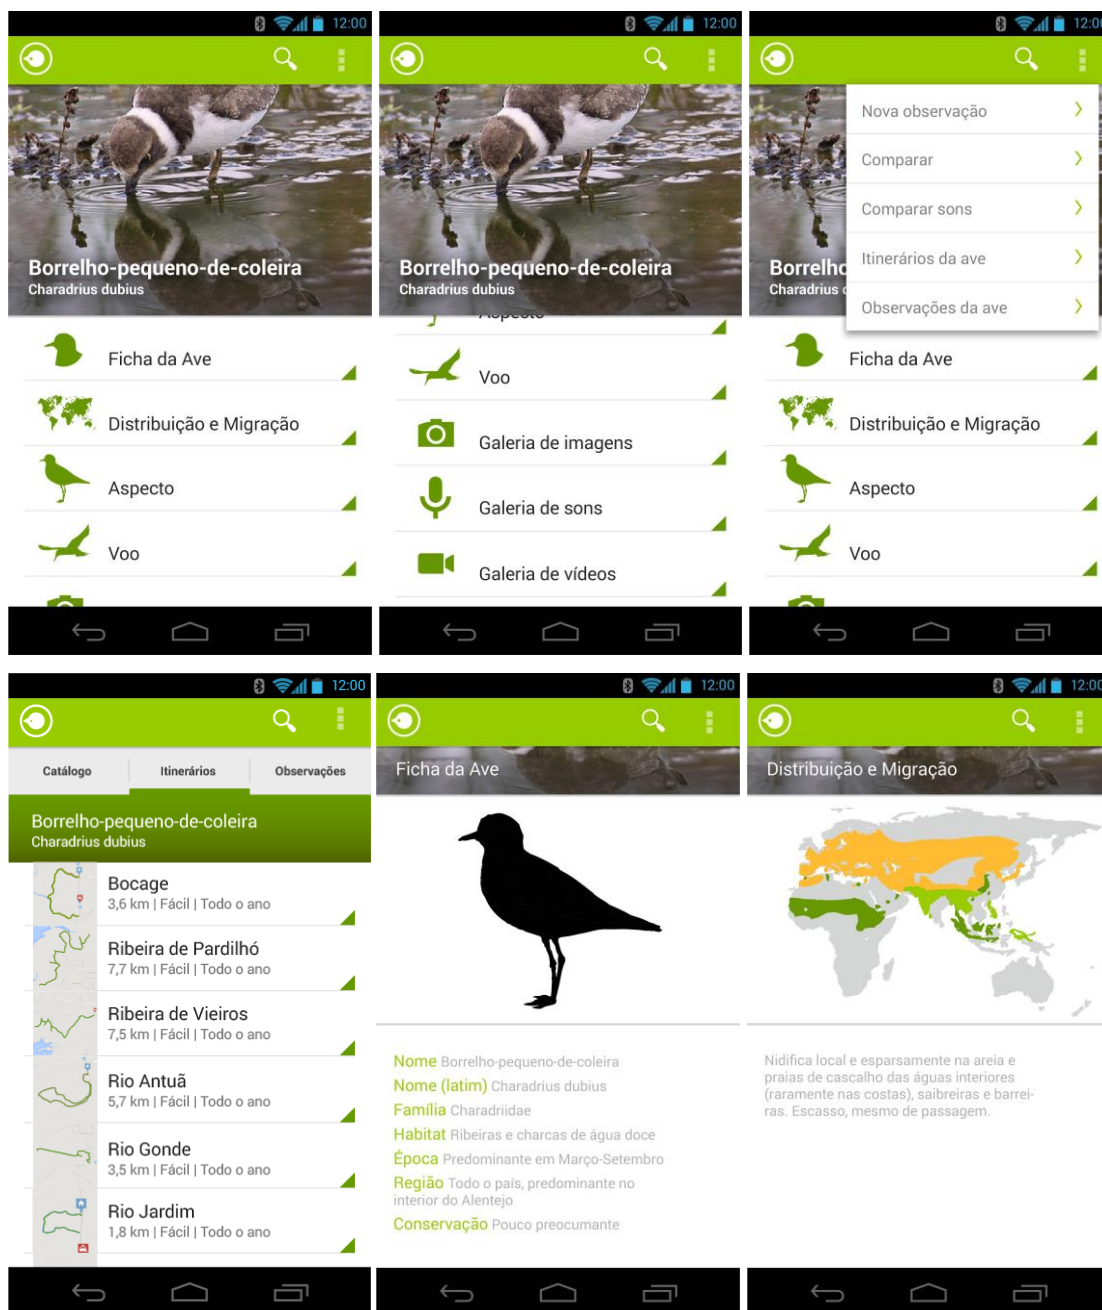 12:00
Borrelho-pequeno-de-coleira
Charadrius dubius
Ficha da Ave
Distribuição e Migração
Aspecto
Voo
12:00
Borrelho-pequeno-de-coleira
Charadrius dubius
Aspecto
Voo
Galeria de imagens
Galeria de sons
Galeria de vídeos
12:00
Nova observação
Comparar
Comparar sons
Itinerários da ave
Observações da ave
Borrelho
Charadrius d
Ficha da Ave
Distribuição e Migração
Aspecto
Voo
12:00
Catálogo
Itinerários
Observações
Borrelho-pequeno-de-coleira
Charadrius dubius
Bocage
3,6 km | Fácil | Todo o ano
Ribeira de Pardilhó
7,7 km | Fácil | Todo o ano
Ribeira de Vieiros
7,5 km | Fácil | Todo o ano
Rio Antuã
5,7 km | Fácil | Todo o ano
Rio Gonde
3,5 km | Fácil | Todo o ano
Rio Jardim
1,8 km | Fácil | Todo o ano
12:00
Ficha da Ave
Nome Borrelho-pequeno-de-coleira
Nome (latim) Charadrius dubius
Família Charadriidae
Habitat Ribeiras e charcas de água doce
Época Predominante em Março-Setembro
Região Todo o país, predominante no
interior do Alentejo
Conservação Pouco preocumante
12:00
Distribuição e Migração
Nidifica local e esparsamente na areia e
praias de cascalho das águas interiores
(raramente nas costas), saibreiras e barrei-
ras. Escasso, mesmo de passagem.